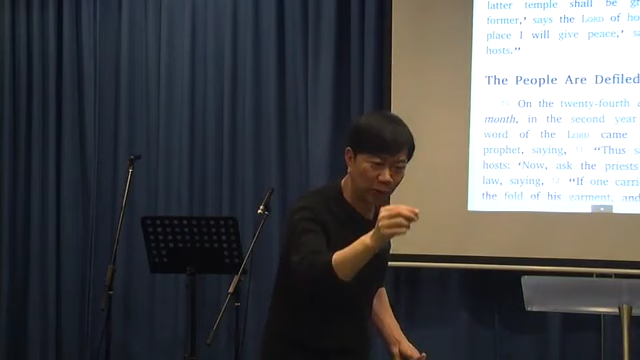 latter temple shall be gr
former,' says the LORD of ho
place I will give peace,' sa
hosts."
The People Are Defiled
On the twenty-fourth
month, in the second year
word of the LORD came
prophet, saying, "Thus sa
hosts: 'Now, ask the priests
law, saying, "If one carri
the fold of his garment, and